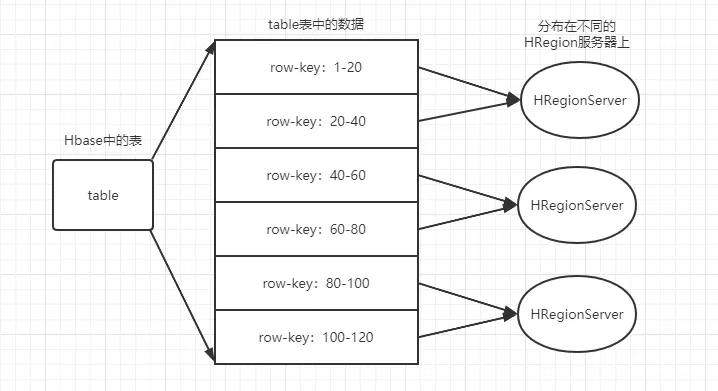 table表中的数据
分布在不同的
HRegion服务器上
Hbase中的表
table
row-key：1-20
row-key：20-40
row-key：40-60
row-key：60-80
row-key：80-100
row-key：100-120
HRegionServer
HRegionServer
HRegionServer